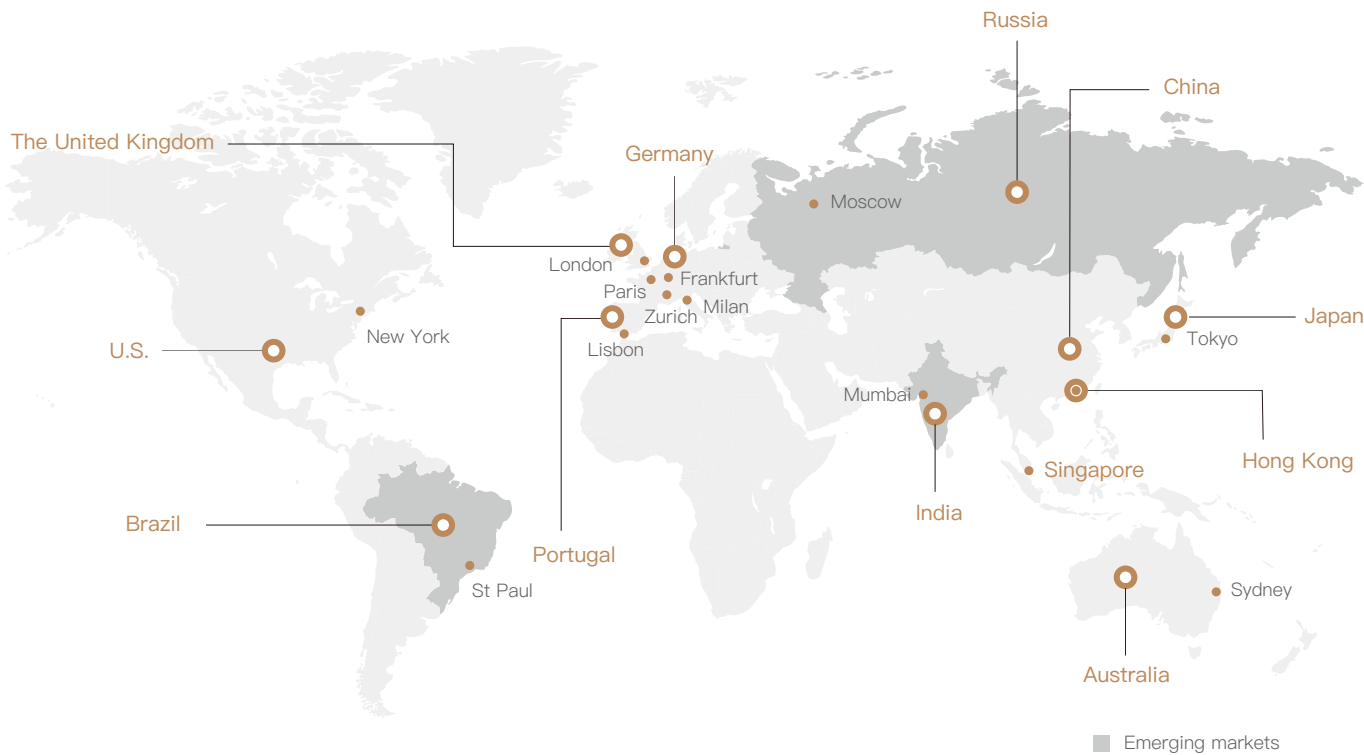 Russia
China
The United Kingdom
Germany
Moscow
London
Frankfurt
Paris
Zurich
Milan
New York
Lisbon
Japan
Tokyo
U.S.
Mumbai
Hong Kong
Singapore
India
Brazil
Portugal
St Paul
Sydney
Australia
Emerging markets